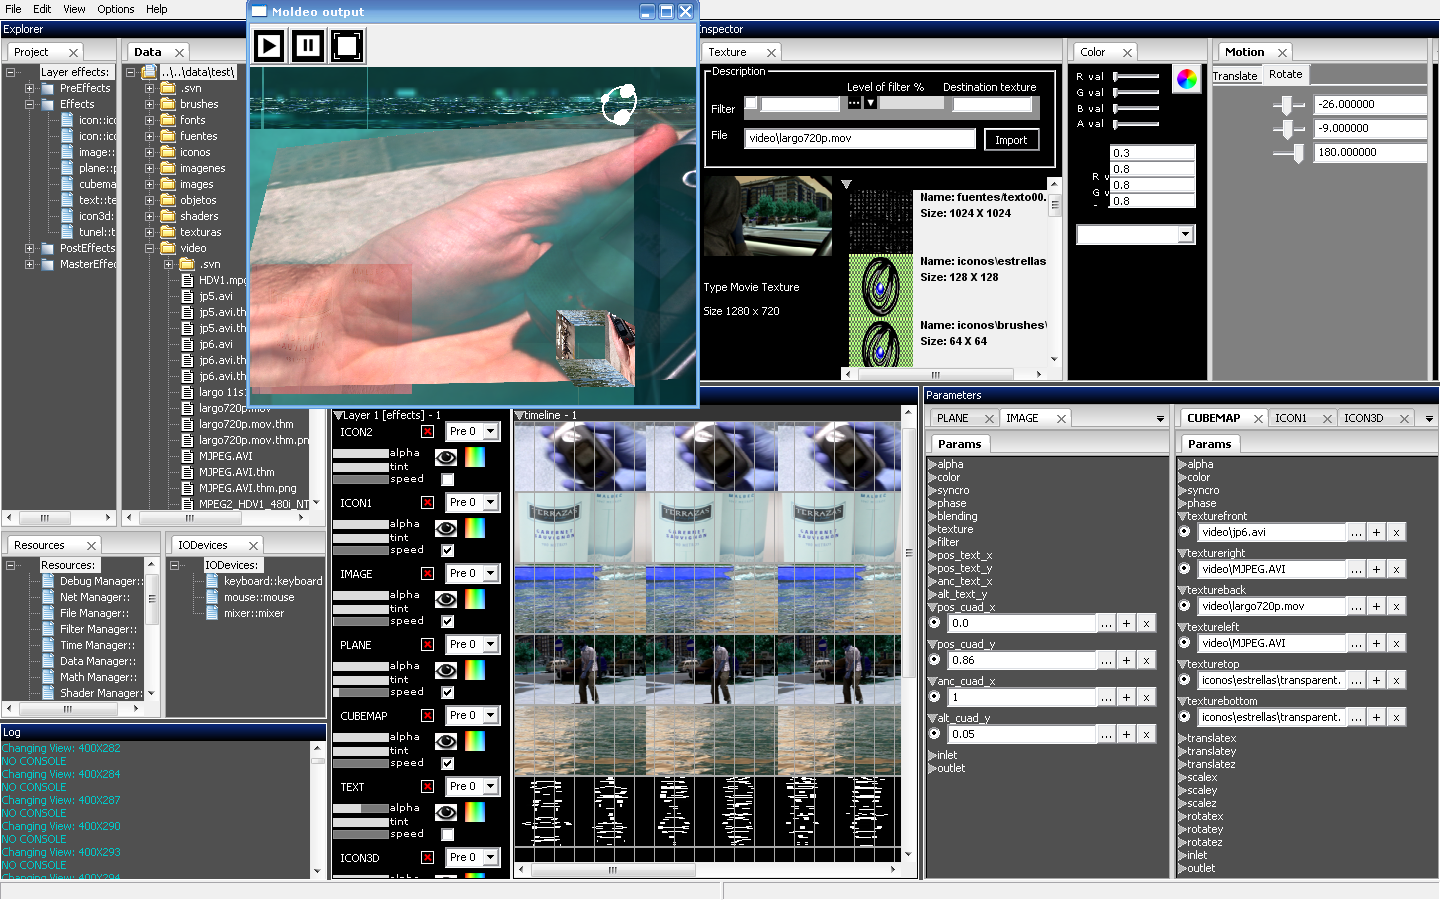 File Edit View Options Help
Explorer
Project
Data
Layer effects:
PreEffects
Effects
icon::ico
icon::ico
image::
plane::p
cubema
text::te
icon3d:
tunel::t
PostEffects
MasterEffec
..\..\data\test\
.svn
brushes
fonts
fuentes
iconos
imagenes
images
objetos
shaders
texturas
video
.svn
HDV1.mpg
jp5.avi
jp5.avi.th
jp5.avi.th
jp6.avi
jp6.avi.th
jp6.avi.th
largo 11s
largo720p.mov
largo720p.mov.thm
largo720p.mov.thm.pn
MJPEG.AVI
MJPEG.AVI.thm
MJPEG.AVI.thm.png
MPEG2_HDV1_480i_NT
Moldeo output
Resources
Resources:
Debug Manager::
Net Manager::
File Manager::
Filter Manager::
Time Manager::
Data Manager::
Math Manager::
Shader Manager:
IODevices
IODevices:
keyboard::keyboard
mouse::mouse
mixer::mixer
Log
Changing View: 400X282
NO CONSOLE
Changing View: 400X284
NO CONSOLE
Changing View: 400X287
NO CONSOLE
Changing View: 400X290
NO CONSOLE
Changing View: 400X293
NO CONSOLE
Changing View: 400X294
Inspector
Texture
Description
Level of filter %
Destination texture
Filter
File
video\largo720p.mov
Import
Type Movie Texture
Size 1280 x 720
Name: fuentes/texto00.
Size: 1024 X 1024
Name: iconos\estrellas
Size: 128 X 128
Name: iconos\brushes\
Size: 64 X 64
Color
R val
G val
B val
A val
0.3
0.8
0.8
0.8
R v
G v
Motion
Translate
Rotate
-26.000000
-9.000000
180.000000
Layer 1 [effects] - 1
ICON2
Pre 0
alpha
tint
speed
ICON1
Pre 0
alpha
tint
speed
IMAGE
Pre 0
alpha
tint
speed
PLANE
Pre 0
alpha
tint
speed
CUBEMAP
Pre 0
alpha
tint
speed
TEXT
Pre 0
alpha
tint
speed
ICON3D
Pre 0
alpha
timeline - 1
TERRAZAS
CABERNET
SAUVIGNON
TERRAZAS
CABERNET
SAUVIGNON
TERRAZAS
CABERNET
SAUVIGNON
Parameters
PLANE
IMAGE
Params
alpha
color
syncro
phase
blending
texture
filter
pos_text_x
pos_text_y
anc_text_x
alt_text_y
pos_cuad_x
0.0 ... + x
pos_cuad_y
0.86 ... + x
anc_cuad_x
1 ... + x
alt_cuad_y
0.05 ... + x
inlet
outlet
CUBEMAP
ICON1
ICON3D
Params
alpha
color
syncro
phase
texturefront
video\jp6.avi ... + x
textureright
video\MJPEG.AVI ... + x
textureback
video\largo720p.mov ... + x
textureleft
video\MJPEG.AVI ... + x
texturetop
iconos\estrellas\transparent. ... + x
texturebottom
iconos\estrellas\transparent. ... + x
translatex
translatey
translatez
scalex
scaley
scalez
rotatex
rotatey
rotatez
inlet
outlet